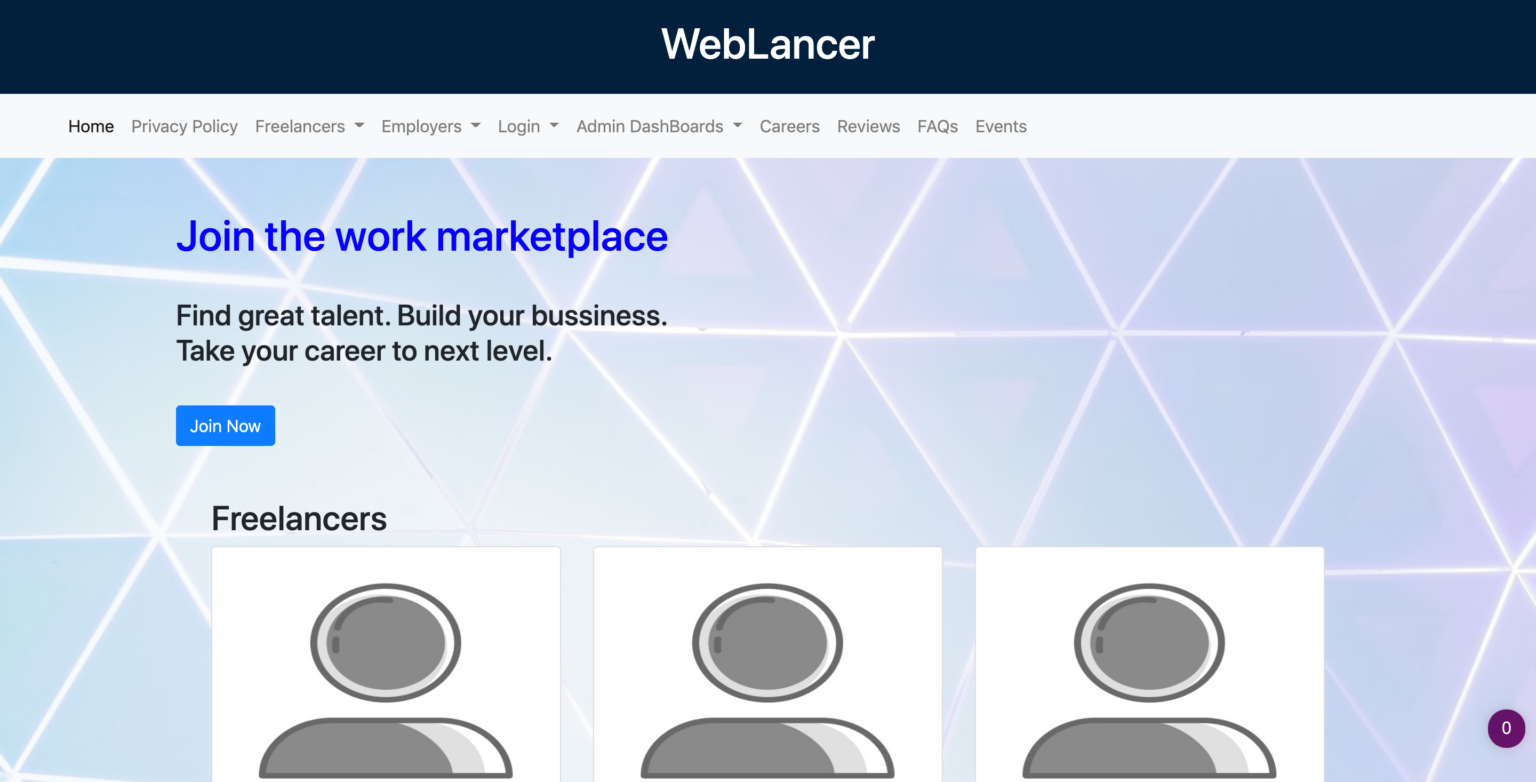 WebLancer
Home Privacy Policy Freelancers Employers Login Admin DashBoards Careers Reviews FAQs Events
Join the work marketplace
Find great talent. Build your bussiness.
Take your career to next level.
Join Now
Freelancers
0